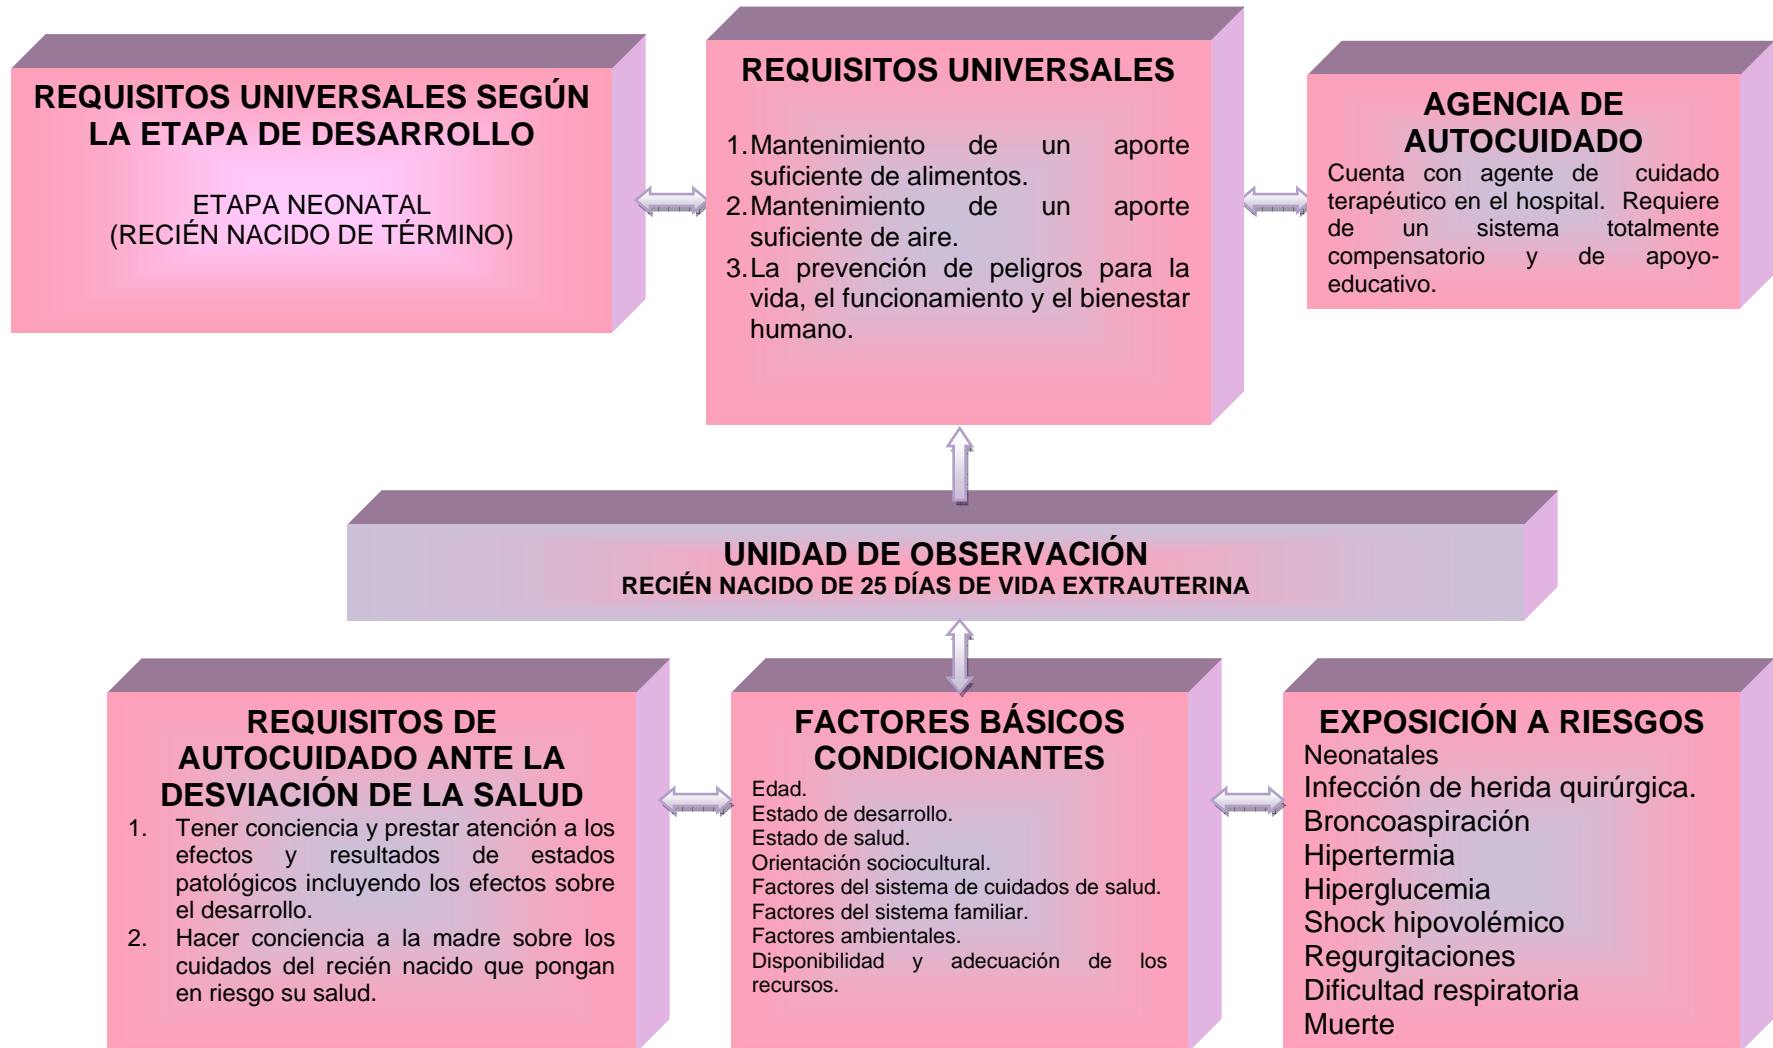 REQUISITOS UNIVERSALES SEGÚN
LA ETAPA DE DESARROLLO
ETAPA NEONATAL
(RECIÉN NACIDO DE TÉRMINO)
REQUISITOS UNIVERSALES
1.Mantenimiento de un aporte
suficiente de alimentos.
2.Mantenimiento de un aporte
suficiente de aire.
3.La prevención de peligros para la
vida, el funcionamiento y el bienestar
humano.
AGENCIA DE
AUTOCUIDADO
Cuenta con agente de cuidado
terapéutico en el hospital. Requiere
de un sistema totalmente
compensatorio y de apoyo-
educativo.
UNIDAD DE OBSERVACIÓN
RECIÉN NACIDO DE 25 DÍAS DE VIDA EXTRAUTERINA
REQUISITOS DE
AUTOCUIDADO ANTE LA
DESVIACIÓN DE LA SALUD
1. Tener conciencia y prestar atención a los
efectos y resultados de estados
patológicos incluyendo los efectos sobre
el desarrollo.
2. Hacer conciencia a la madre sobre los
cuidados del recién nacido que pongan
en riesgo su salud.
FACTORES BÁSICOS
CONDICIONANTES
Edad.
Estado de desarrollo.
Estado de salud.
Orientación sociocultural.
Factores del sistema de cuidados de salud.
Factores del sistema familiar.
Factores ambientales.
Disponibilidad y adecuación de los
recursos.
EXPOSICIÓN A RIESGOS
Neonatales
Infección de herida quirúrgica.
Broncoaspiración
Hipertermia
Hiperglucemia
Shock hipovolémico
Regurgitaciones
Dificultad respiratoria
Muerte